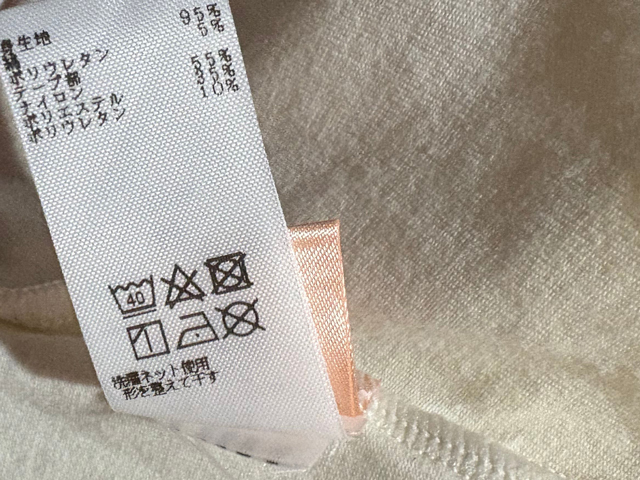 身生地
綿 95%
ポリウレタン 5%
テープ部
ナイロン 55%
ポリエステル 35%
ポリウレタン 10%
40
洗濯ネット使用
形を整えて干す